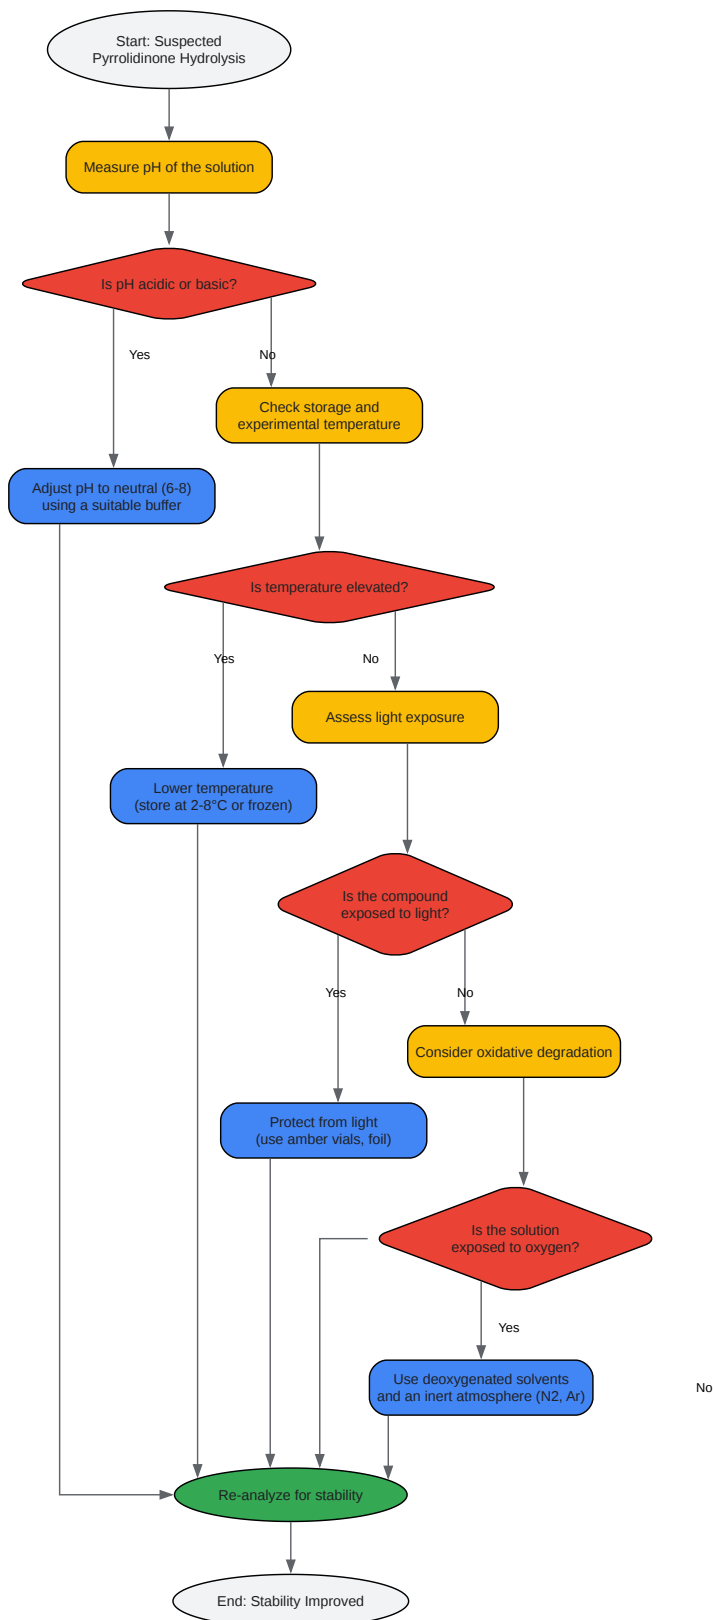 Start: Suspected
Pyrrolidinone Hydrolysis
Measure pH of the solution
Is pH acidic or basic?
Yes
No
Check storage and
experimental temperature
Adjust pH to neutral (6-8)
using a suitable buffer
Is temperature elevated?
Yes
No
Assess light exposure
Lower temperature
(store at 2-8°C or frozen)
Is the compound
exposed to light?
Yes
No
Consider oxidative degradation
Protect from light
(use amber vials, foil)
Is the solution
exposed to oxygen?
Yes
Use deoxygenated solvents
and an inert atmosphere (N2, Ar)
No
Re-analyze for stability
End: Stability Improved